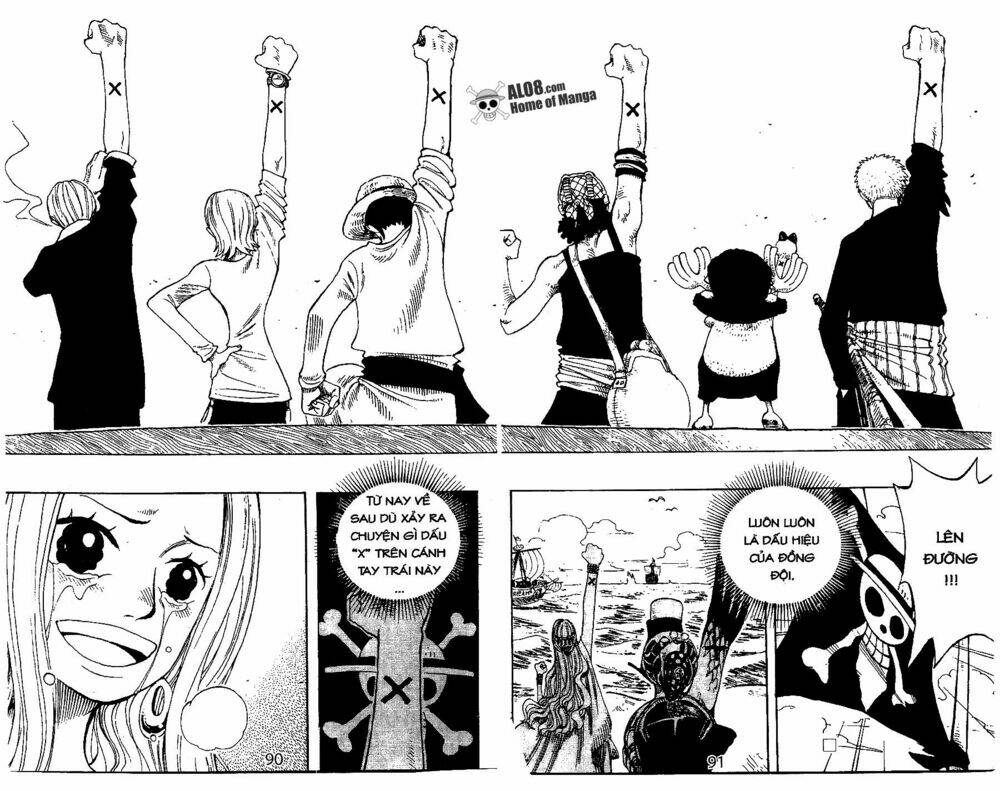 AL08.com
Home of Manga
TỪ NAY VỀ
SAU DÙ XẢY RA
CHUYỆN GÌ DẤU
“X” TRÊN CÁNH
TAY TRÁI NÀY
...
LUÔN LUÔN
LÀ DẤU HIỆU
CỦA ĐỒNG
ĐỘI.
LÊN
ĐƯỜNG
!!!
90
91